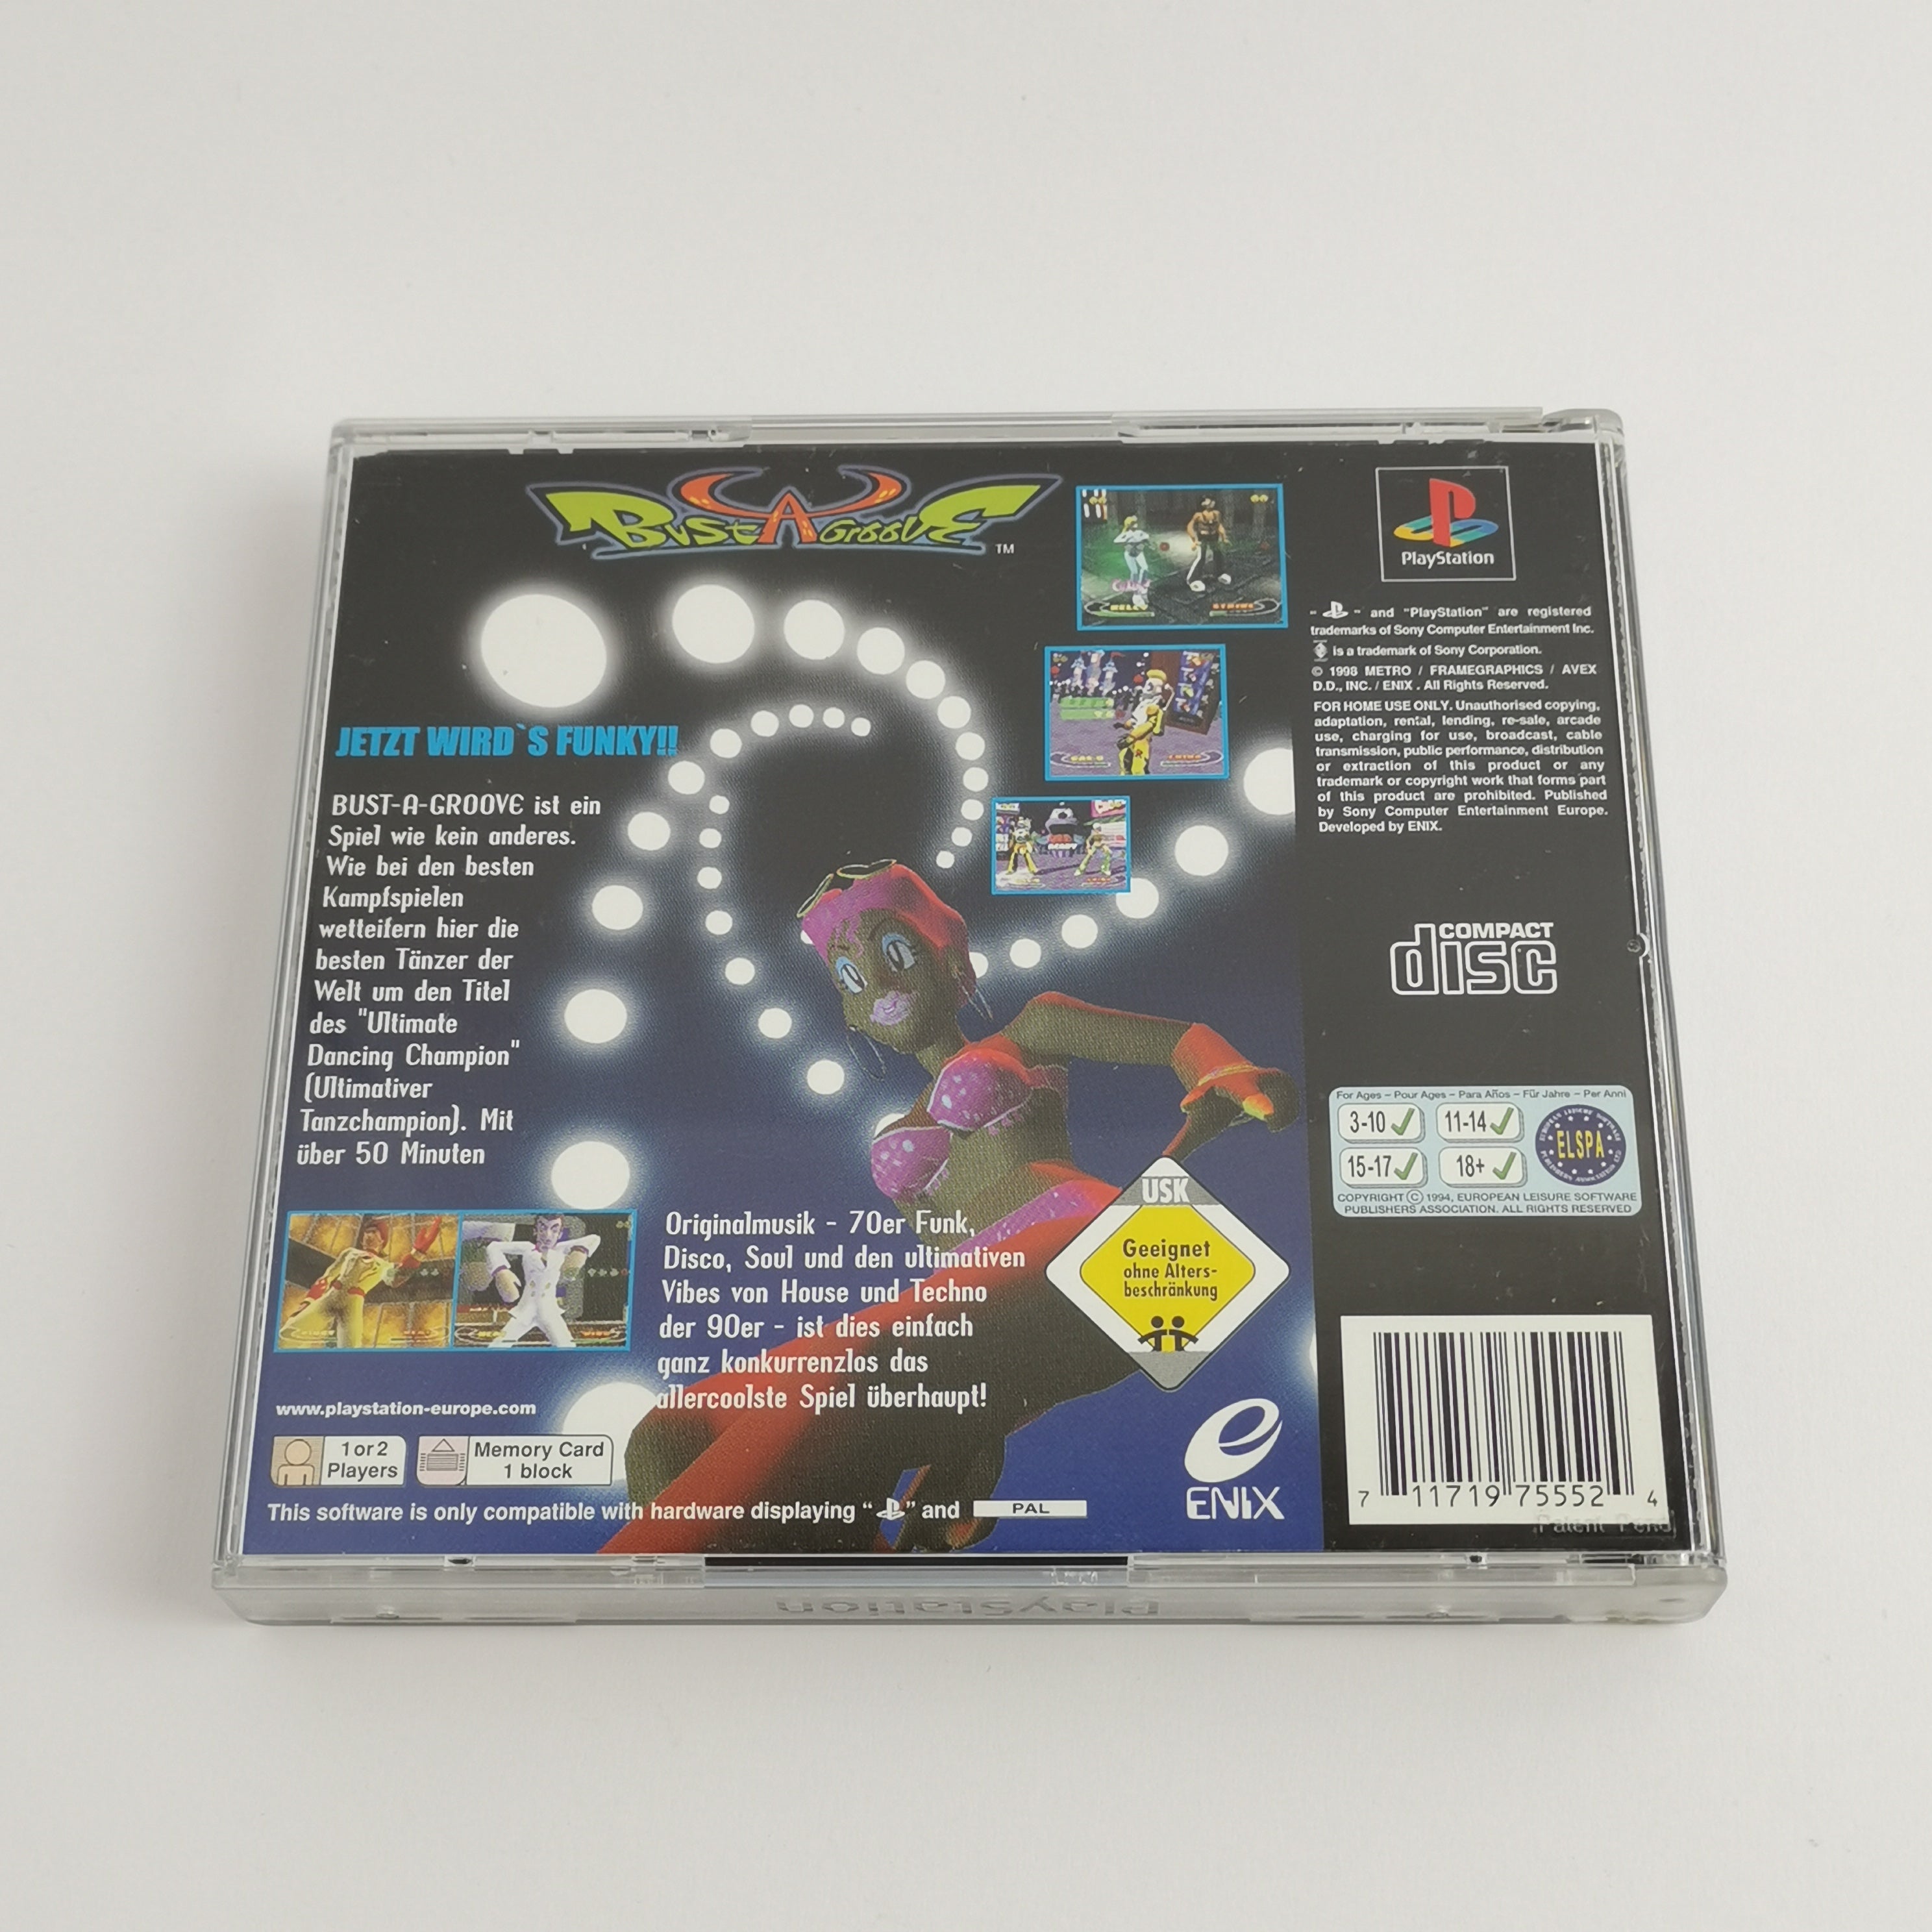 BUST A GROOVE ™
PlayStation
JETZT WIRD`S FUNKY!!
BUST-A-GROOVE ist ein
Spiel wie kein anderes.
Wie bei den besten
Kampfspielen
wetteifern hier die
besten Tänzer der
Welt um den Titel
des "Ultimate
Dancing Champion"
(Ultimativer
Tanzchampion). Mit
über 50 Minuten
Originalmusik - 70er Funk,
Disco, Soul und den ultimativen
Vibes von House und Techno
der 90er - ist dies einfach
ganz konkurrenzlos das
allercoolste Spiel überhaupt!
USK
Geeignet
ohne Alters-
beschränkung
www.playstation-europe.com
1 or 2
Players
Memory Card
1 block
This software is only compatible with hardware displaying “ ” and PAL
ENIX
“ ” and “PlayStation” are registered
trademarks of Sony Computer Entertainment Inc.
is a trademark of Sony Corporation.
© 1998 METRO / FRAMEGRAPHICS / AVEX
D.D., INC. / ENIX . All Rights Reserved.
FOR HOME USE ONLY. Unauthorised copying,
adaptation, rental, lending, re-sale, arcade
use, charging for use, broadcast, cable
transmission, public performance, distribution
or extraction of this product or any
trademark or copyright work that forms part
of this product are prohibited. Published
by Sony Computer Entertainment Europe.
Developed by ENIX.
COMPACT
disc
For Ages – Pour Ages – Para Años – Für Jahre – Per Anni
3-10 ✓ 11-14 ✓
15-17 ✓ 18+ ✓
ELSPA
COPYRIGHT © 1994, EUROPEAN LEISURE SOFTWARE
PUBLISHERS ASSOCIATION. ALL RIGHTS RESERVED
7 11719 75552 4
Patent Pend
PlayStation